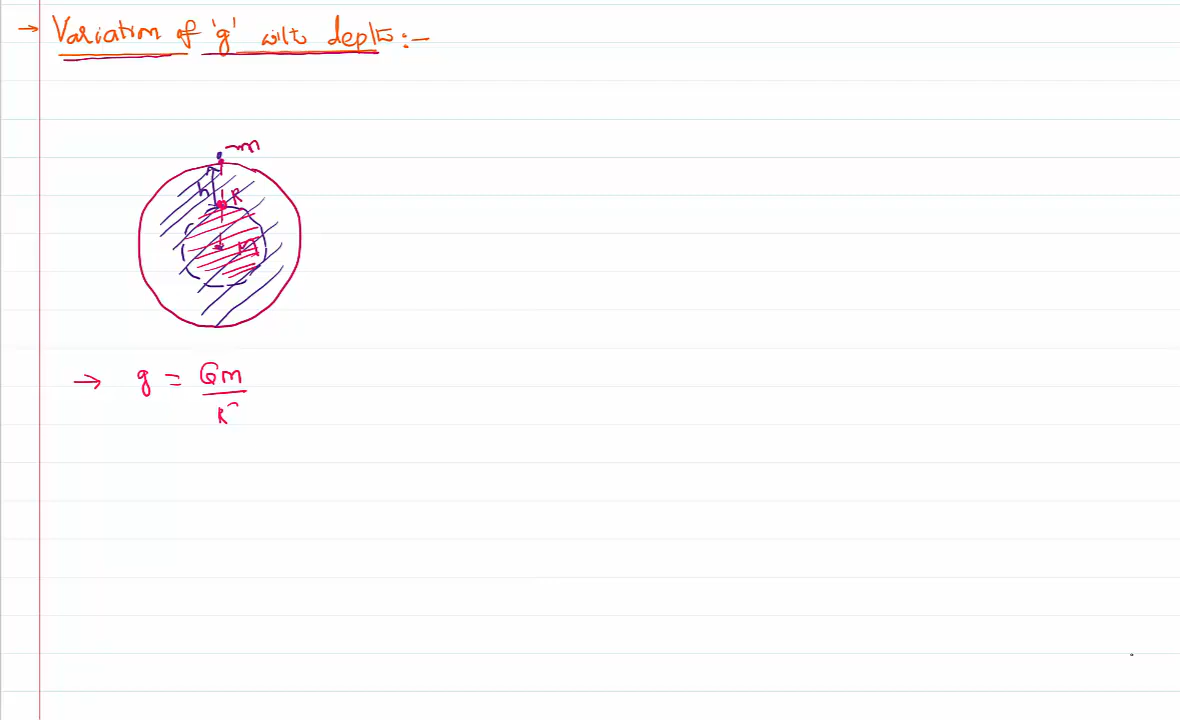 → Variation of 'g' with depth :-
m
h
R
M
→ g = GM
R²